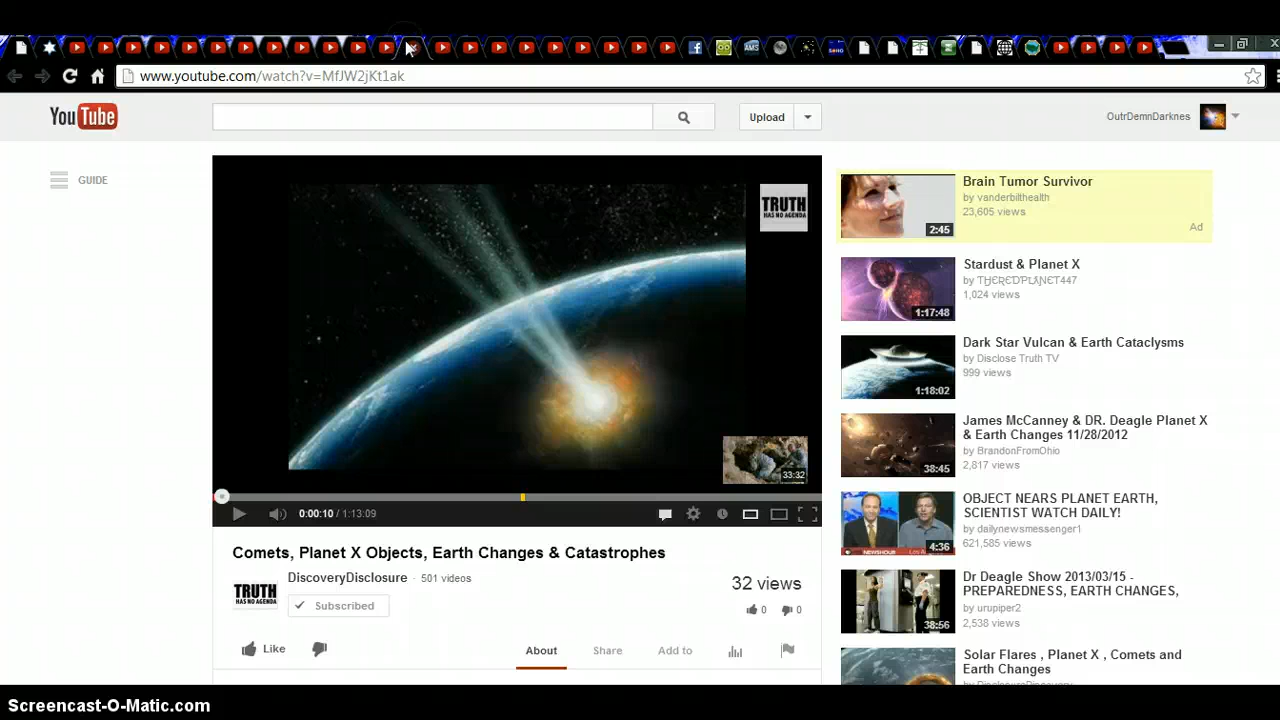 www.youtube.com/watch?v=MfJW2jKt1ak
YouTube
Upload
OutrDemnDarknes
GUIDE
TRUTH
HAS NO AGENDA
33:32
0:00:10 / 1:13:09
Comets, Planet X Objects, Earth Changes & Catastrophes
TRUTH
HAS NO AGENDA
DiscoveryDisclosure · 501 videos
Subscribed
32 views
0 0
Like
About
Share
Add to
Brain Tumor Survivor
by vanderbilthealth
23,605 views
Ad
2:45
Stardust & Planet X
1,024 views
1:17:48
Dark Star Vulcan & Earth Cataclysms
by Disclose Truth TV
999 views
1:18:02
James McCanney & DR. Deagle Planet X
& Earth Changes 11/28/2012
by BrandonFromOhio
2,817 views
38:45
OBJECT NEARS PLANET EARTH,
SCIENTIST WATCH DAILY!
by dailynewsmessenger1
621,585 views
4:36
Dr Deagle Show 2013/03/15 -
PREPAREDNESS, EARTH CHANGES,
by urupiper2
2,538 views
38:56
Solar Flares , Planet X , Comets and
Earth Changes
Screencast-O-Matic.com